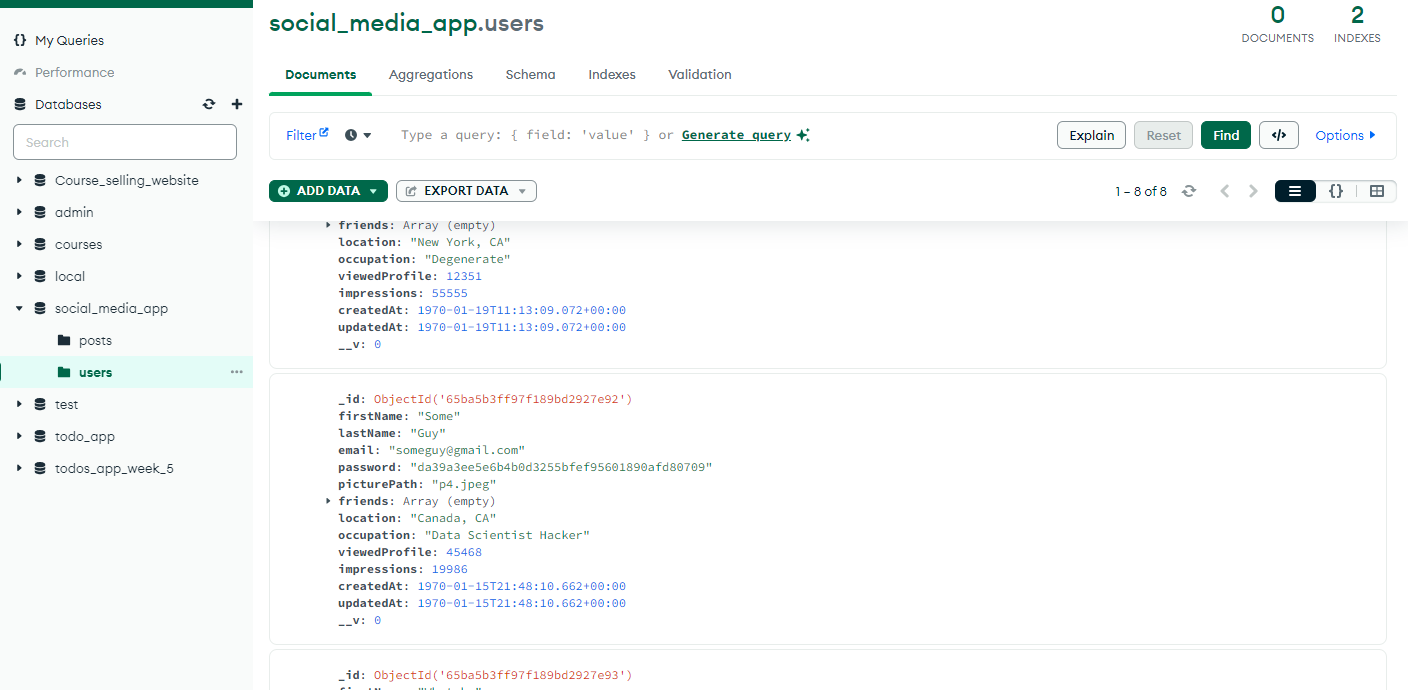 My Queries
Performance
Databases
Search
Course_selling_website
admin
courses
local
social_media_app
posts
users
test
todo_app
todos_app_week_5
social_media_app.users
0
DOCUMENTS
2
INDEXES
Documents
Aggregations
Schema
Indexes
Validation
Filter
Type a query: { field: 'value' } or Generate query
Explain
Reset
Find
</>
Options
ADD DATA
EXPORT DATA
1 – 8 of 8
{}
friends: Array (empty)
location: "New York, CA"
occupation: "Degenerate"
viewedProfile: 12351
impressions: 55555
createdAt: 1970-01-19T11:13:09.072+00:00
updatedAt: 1970-01-19T11:13:09.072+00:00
__v: 0
_id: ObjectId('65ba5b3ff97f189bd2927e92')
firstName: "Some"
lastName: "Guy"
email: "someguy@gmail.com"
password: "da39a3ee5e6b4b0d3255bfef95601890afd80709"
picturePath: "p4.jpeg"
friends: Array (empty)
location: "Canada, CA"
occupation: "Data Scientist Hacker"
viewedProfile: 45468
impressions: 19986
createdAt: 1970-01-15T21:48:10.662+00:00
updatedAt: 1970-01-15T21:48:10.662+00:00
__v: 0
_id: ObjectId('65ba5b3ff97f189bd2927e93')